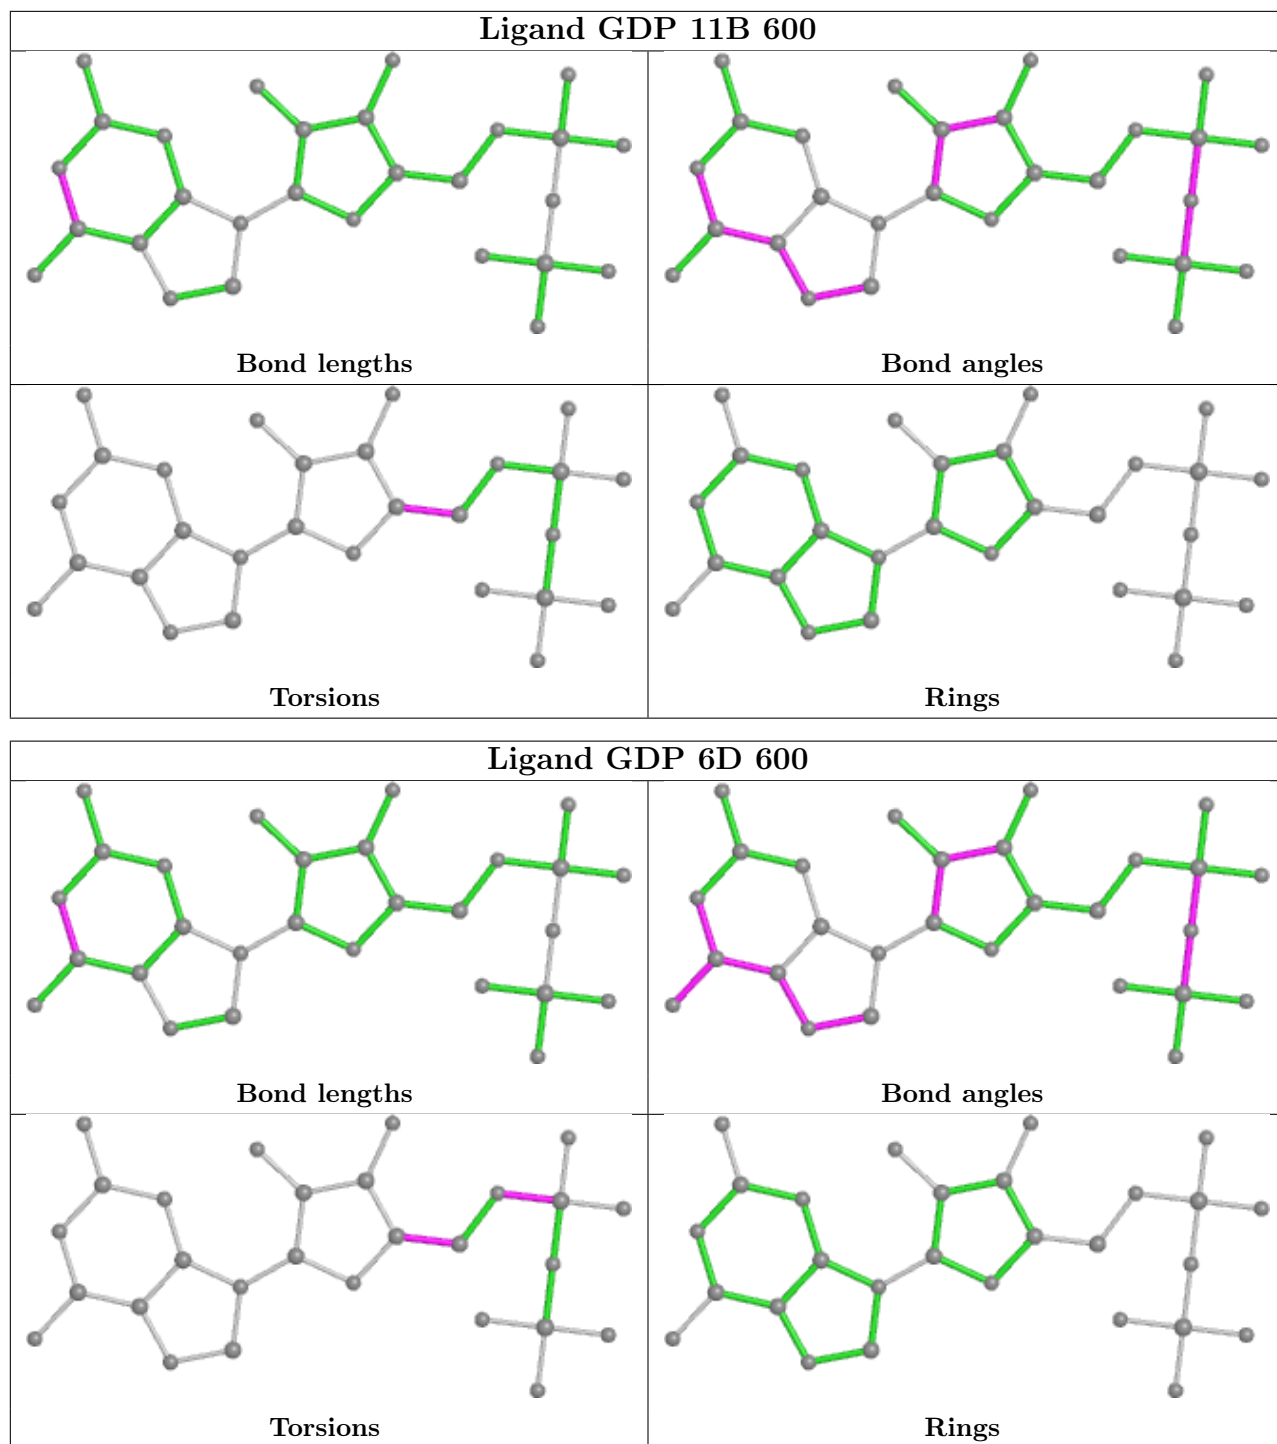 Ligand GDP 11B 600
Bond lengths
Bond angles
Torsions
Rings
Ligand GDP 6D 600
Bond lengths
Bond angles
Torsions
Rings